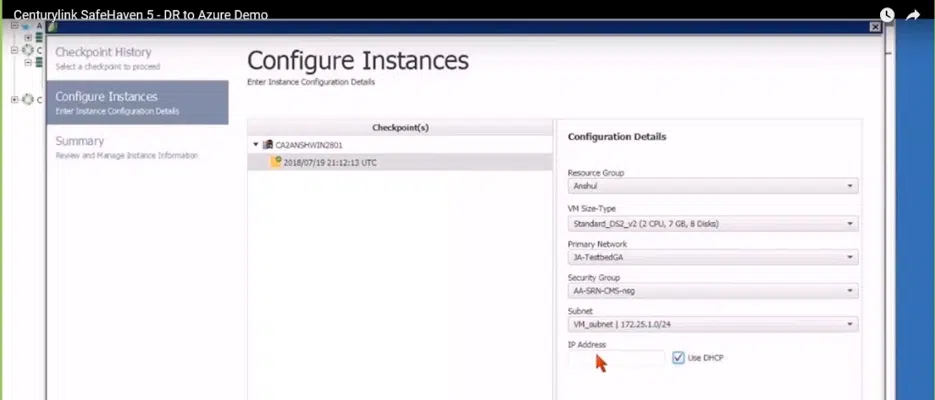 Centurylink SafeHaven 5 - DR to Azure Demo
A
C
C
Checkpoint History
Select a checkpoint to proceed
Configure Instances
Enter Instance Configuration Details
Summary
Review and Manage Instance Information
Configure Instances
Enter Instance Configuration Details
Checkpoint(s)
CA2ANSHWIN2801
2018/07/19 21:12:13 UTC
Configuration Details
Resource Group
Anshul
VM Size-Type
Standard_DS2_v2 (2 CPU, 7 GB, 8 Disks)
Primary Network
JA-TestbedGA
Security Group
AA-SRN-CMS-nsg
Subnet
VM_subnet | 172.25.1.0/24
IP Address
Use DHCP